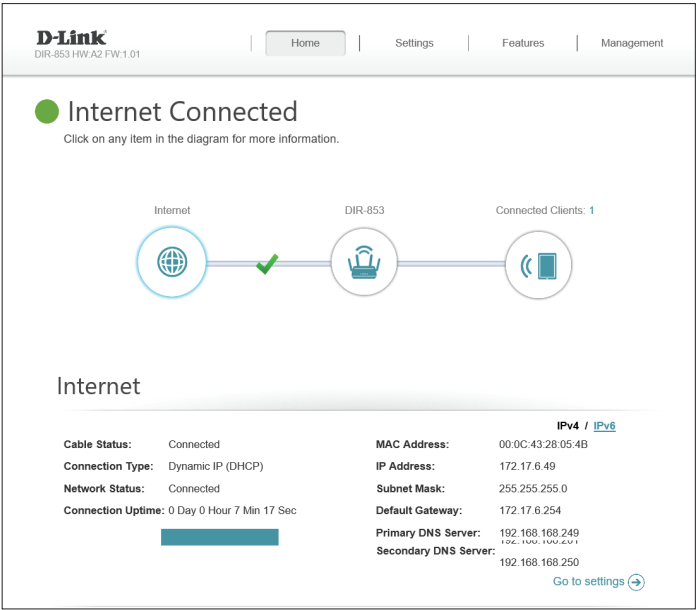 D-Link
DIR-853 HW:A2 FW:1.01
Home
Settings
Features
Management
Internet Connected
Click on any item in the diagram for more information.
Internet
DIR-853
Connected Clients: 1
Internet
IPv4 / IPv6
Cable Status: Connected
MAC Address: 00:0C:43:28:05:4B
Connection Type: Dynamic IP (DHCP)
IP Address: 172.17.6.49
Network Status: Connected
Subnet Mask: 255.255.255.0
Connection Uptime: 0 Day 0 Hour 7 Min 17 Sec
Default Gateway: 172.17.6.254
Primary DNS Server: 192.168.168.249
Secondary DNS Server:
192.168.168.250
Go to settings